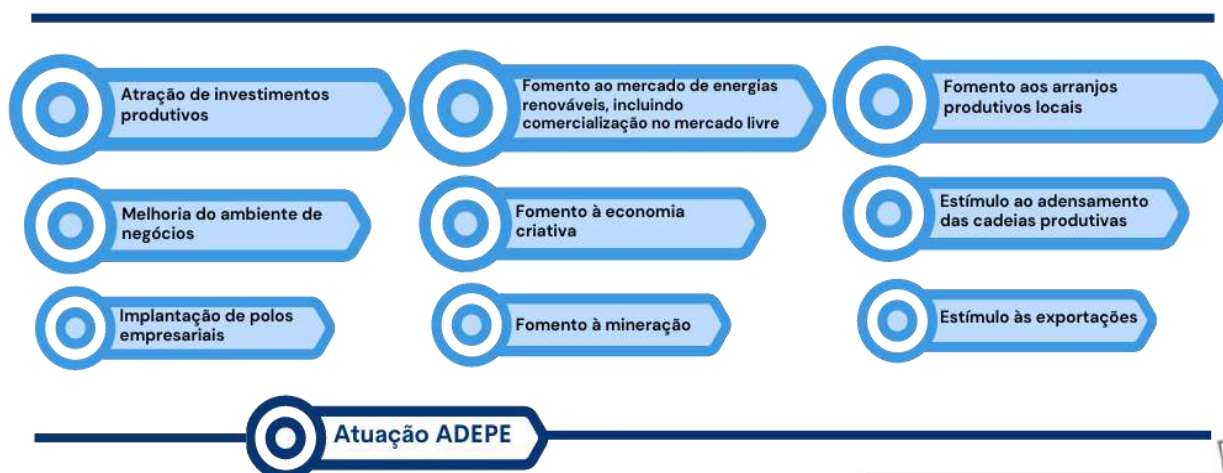 Atração de investimentos
produtivos
Fomento ao mercado de energias
renováveis, incluindo
comercialização no mercado livre
Fomento aos arranjos
produtivos locais
Melhoria do ambiente de
negócios
Fomento à economia
criativa
Estímulo ao adensamento
das cadeias produtivas
Implantação de polos
empresariais
Fomento à mineração
Estímulo às exportações
Atuação ADEPE